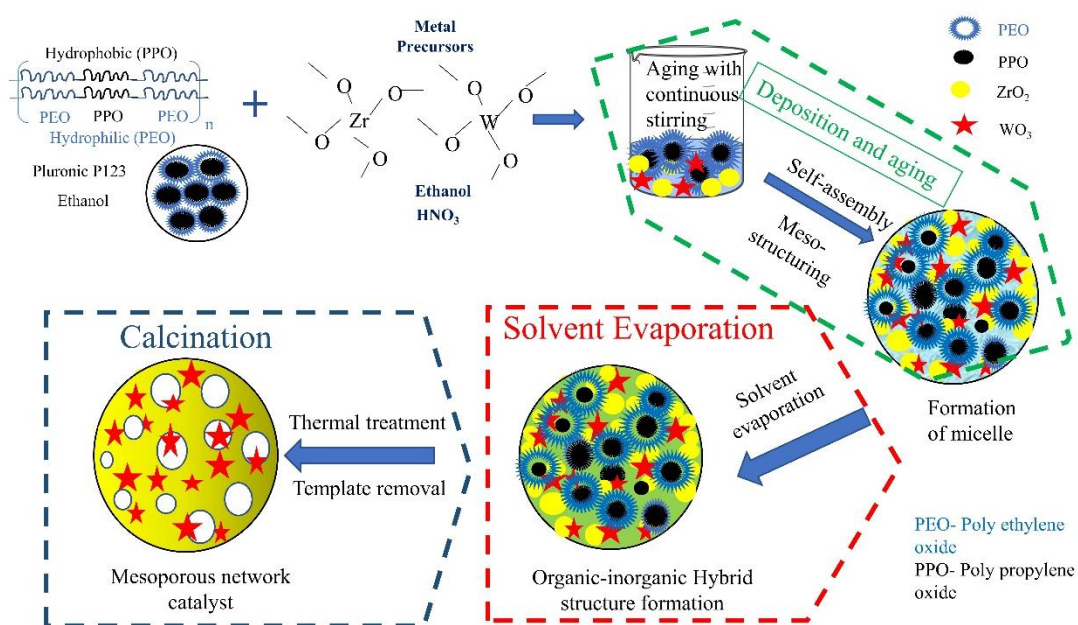 Hydrophobic (PPO)
PEO PPO PEO
n
Hydrophilic (PEO)
Pluronic P123
Ethanol
+
Metal
Precursors
O
O
Zr
O
O
O
O
W
O
O
Ethanol
HNO₃
Aging with
continuous
stirring
Deposition and aging
Self-assembly
Meso-
structuring
PEO
PPO
ZrO₂
WO₃
Formation
of micelle
Solvent Evaporation
Solvent
evaporation
Organic-inorganic Hybrid
structure formation
Calcination
Thermal treatment
Template removal
Mesoporous network
catalyst
PEO- Poly ethylene
oxide
PPO- Poly propylene
oxide